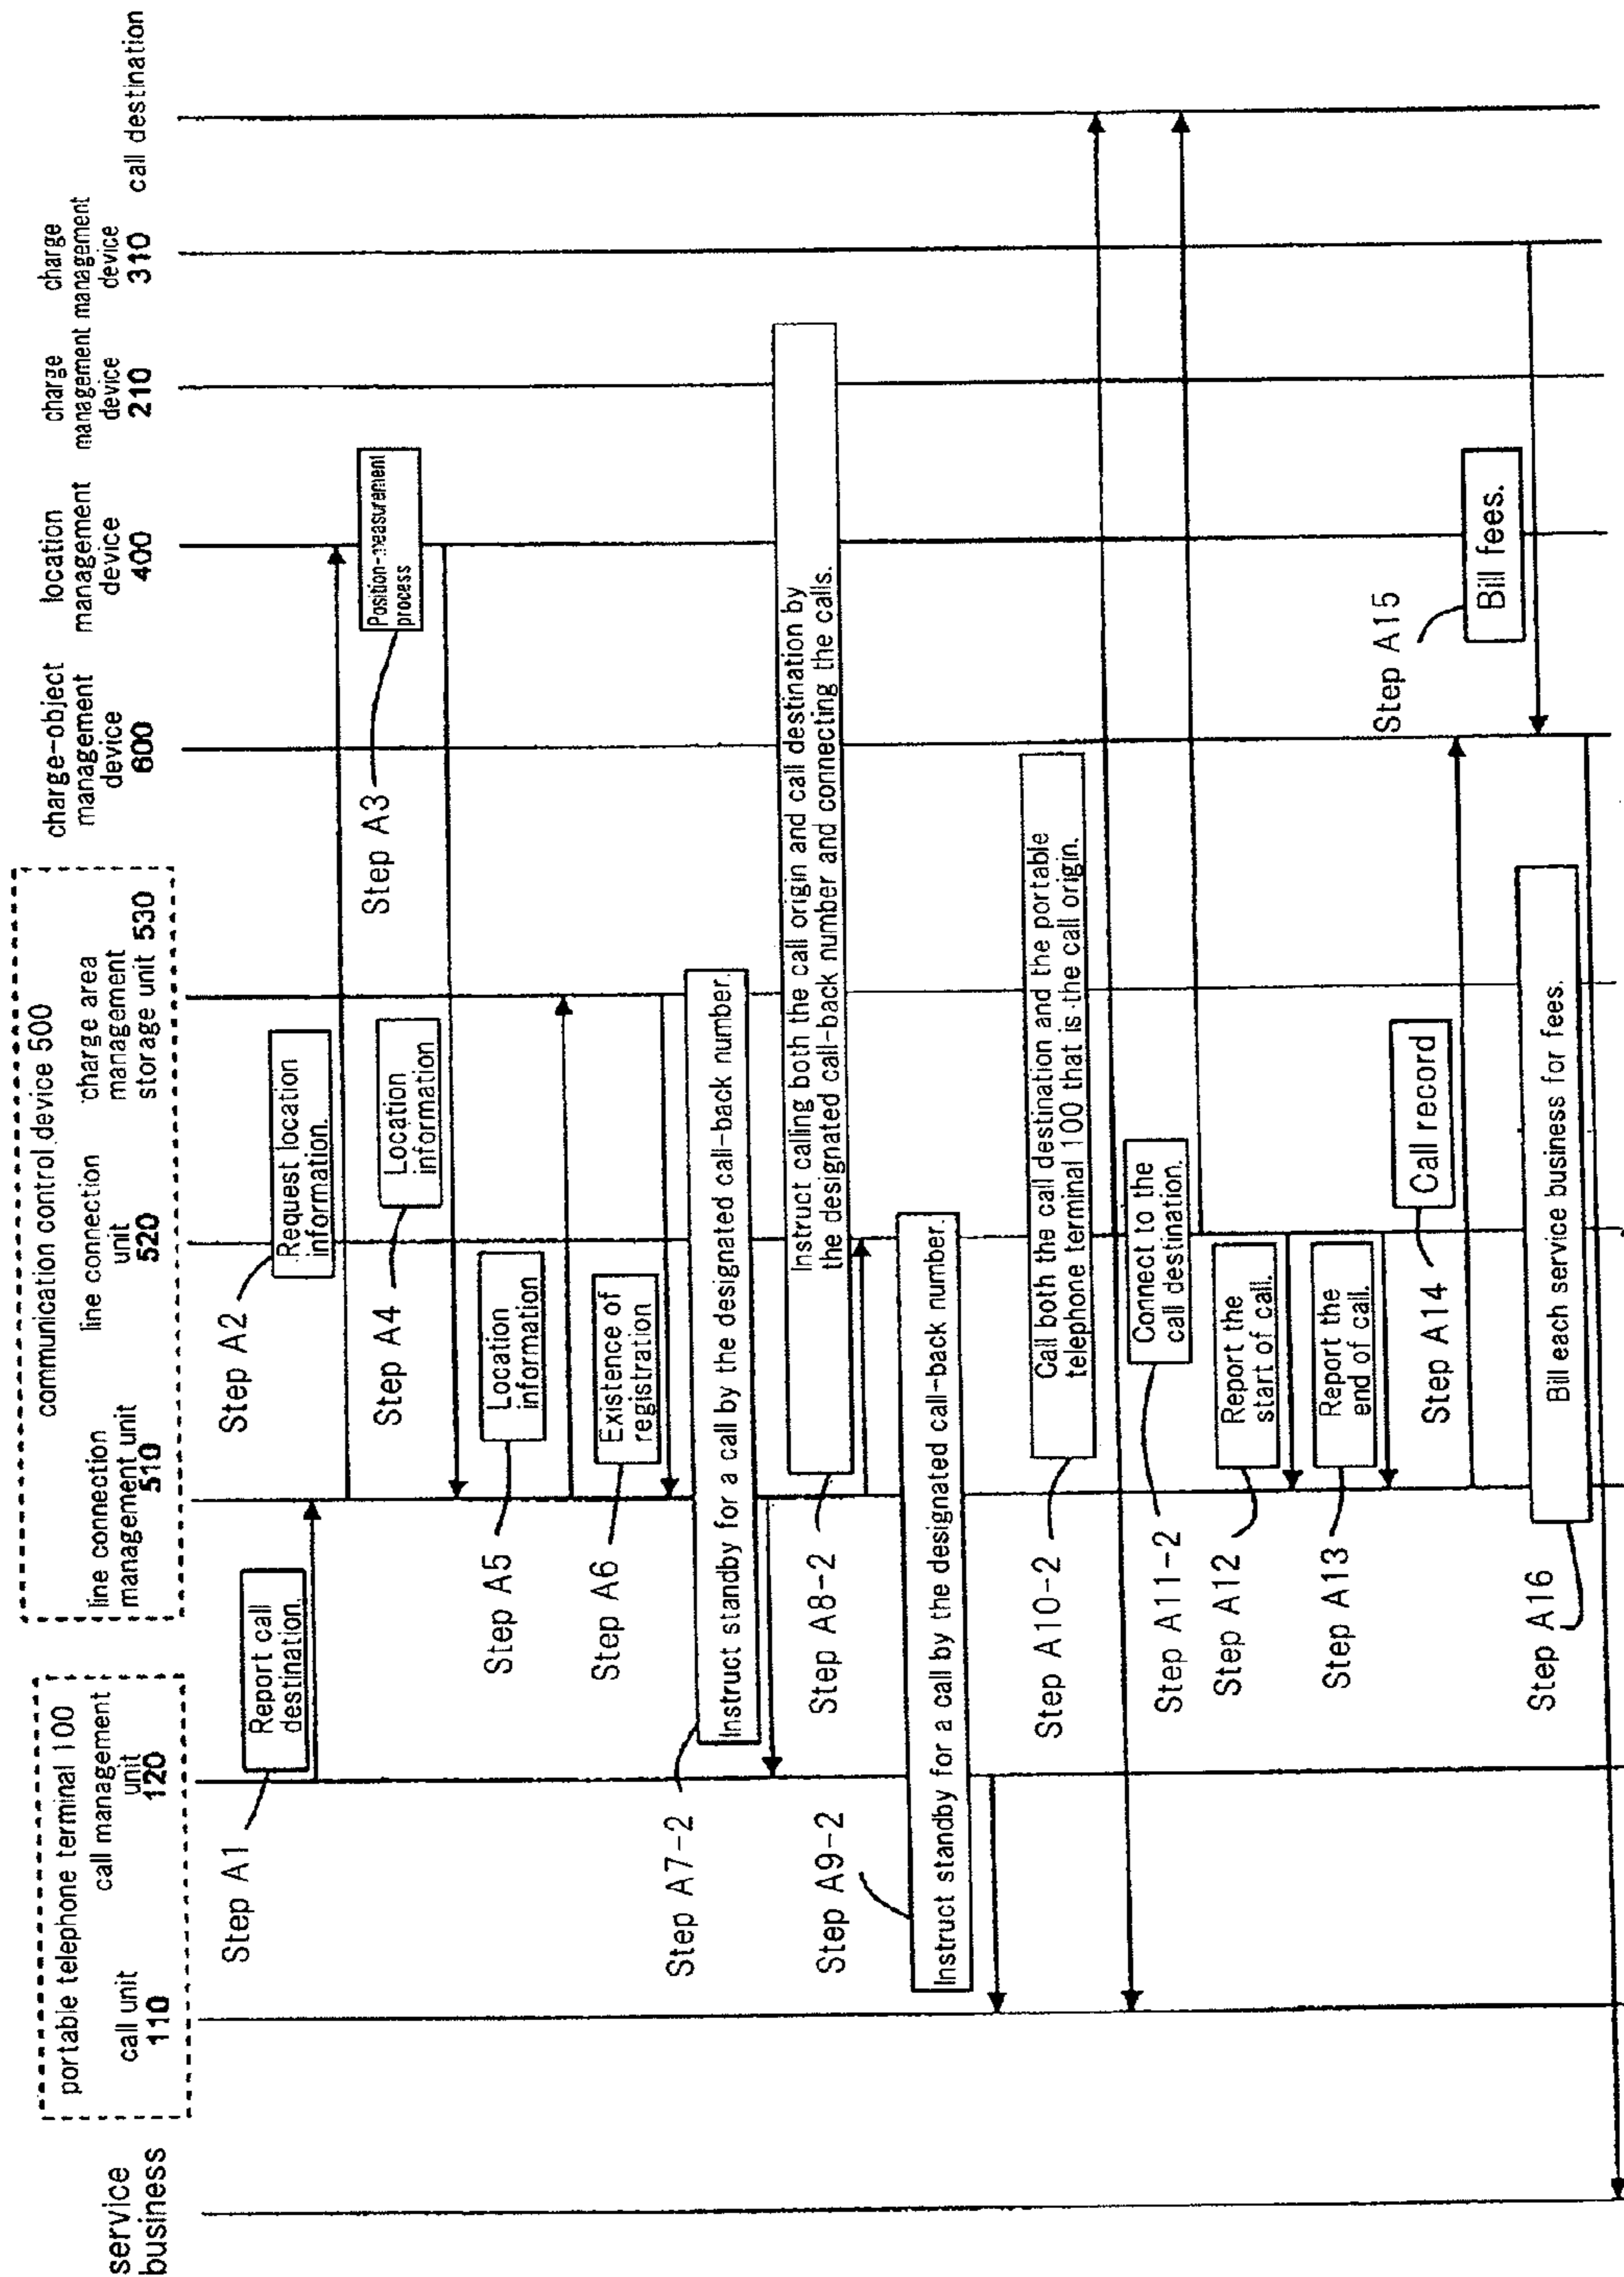 service
business
portable telephone terminal 100
call unit
110
call management
unit
120
communication control device 500
line connection
management unit
510
line connection
unit
520
charge area
management
storage unit 530
charge-object
management
device
600
location
management
device
400
charge
management
device
210
charge
management
device
310
call destination
Step A1
Report call
destination.
Step A2
Request location
information.
Step A3
Position-measurement
process
Step A4
Location
information
Step A5
Location
information
Step A6
Existence of
registration
Step A7-2
Instruct standby for a call by the designated call-back number.
Step A8-2
Instruct calling both the call origin and call destination by
the designated call-back number and connecting the calls.
Step A9-2
Instruct standby for a call by the designated call-back number.
Step A10-2
Call both the call destination and the portable
telephone terminal 100 that is the call origin.
Step A11-2
Connect to the
call destination.
Step A12
Report the
start of call.
Step A13
Report the
end of call.
Step A14
Call record
Step A15
Bill fees.
Step A16
Bill each service business for fees.